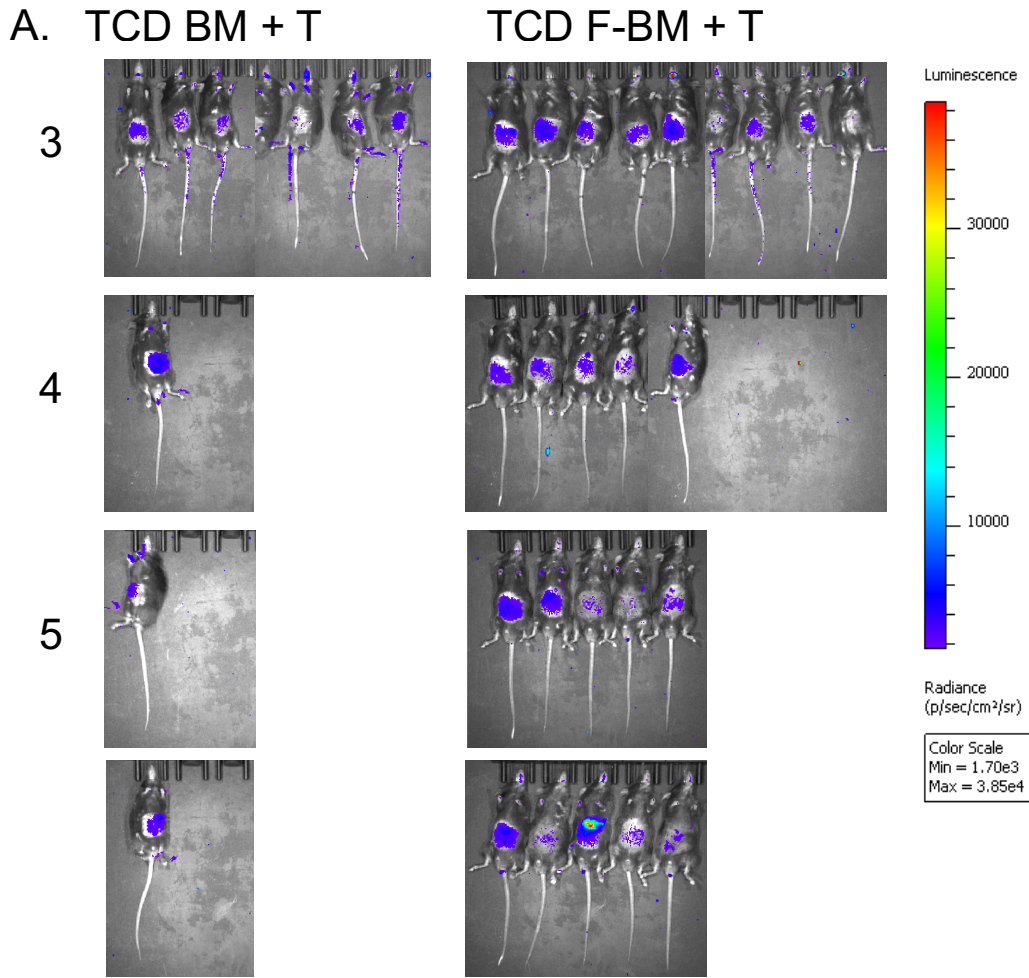 A. TCD BM + T TCD F-BM + T
3
4
5
Luminescence
30000
20000
10000
Radiance
(p/sec/cm²/sr)
Color Scale
Min = 1.70e3
Max = 3.85e4